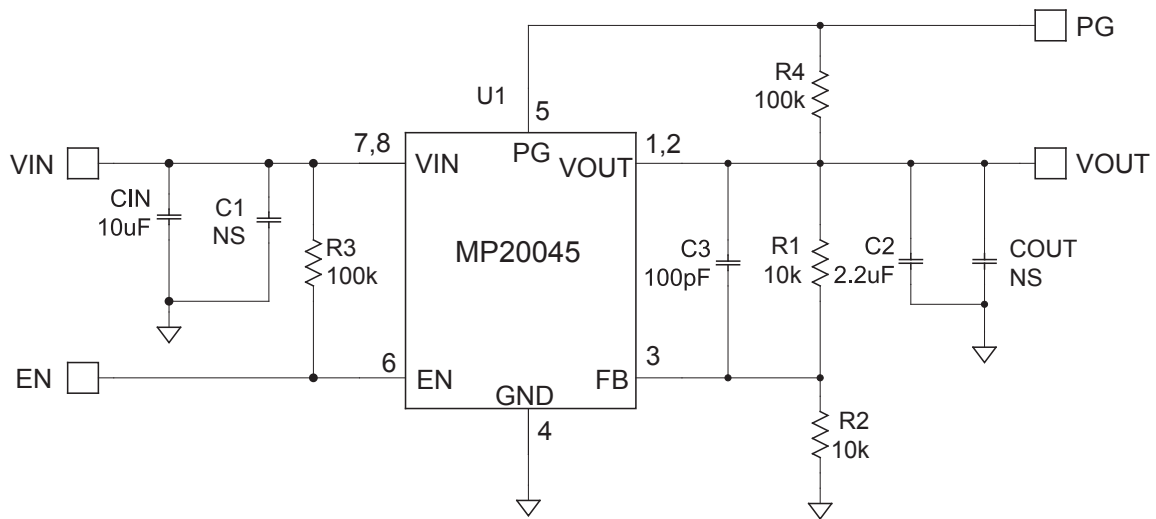 PG
R4
100k
U1
5
7,8
1,2
VIN
VIN
PG
VOUT
VOUT
CIN
10uF
C1
NS
R3
100k
MP20045
C3
100pF
R1
10k
C2
2.2uF
COUT
NS
EN
6
EN
FB
3
GND
4
R2
10k